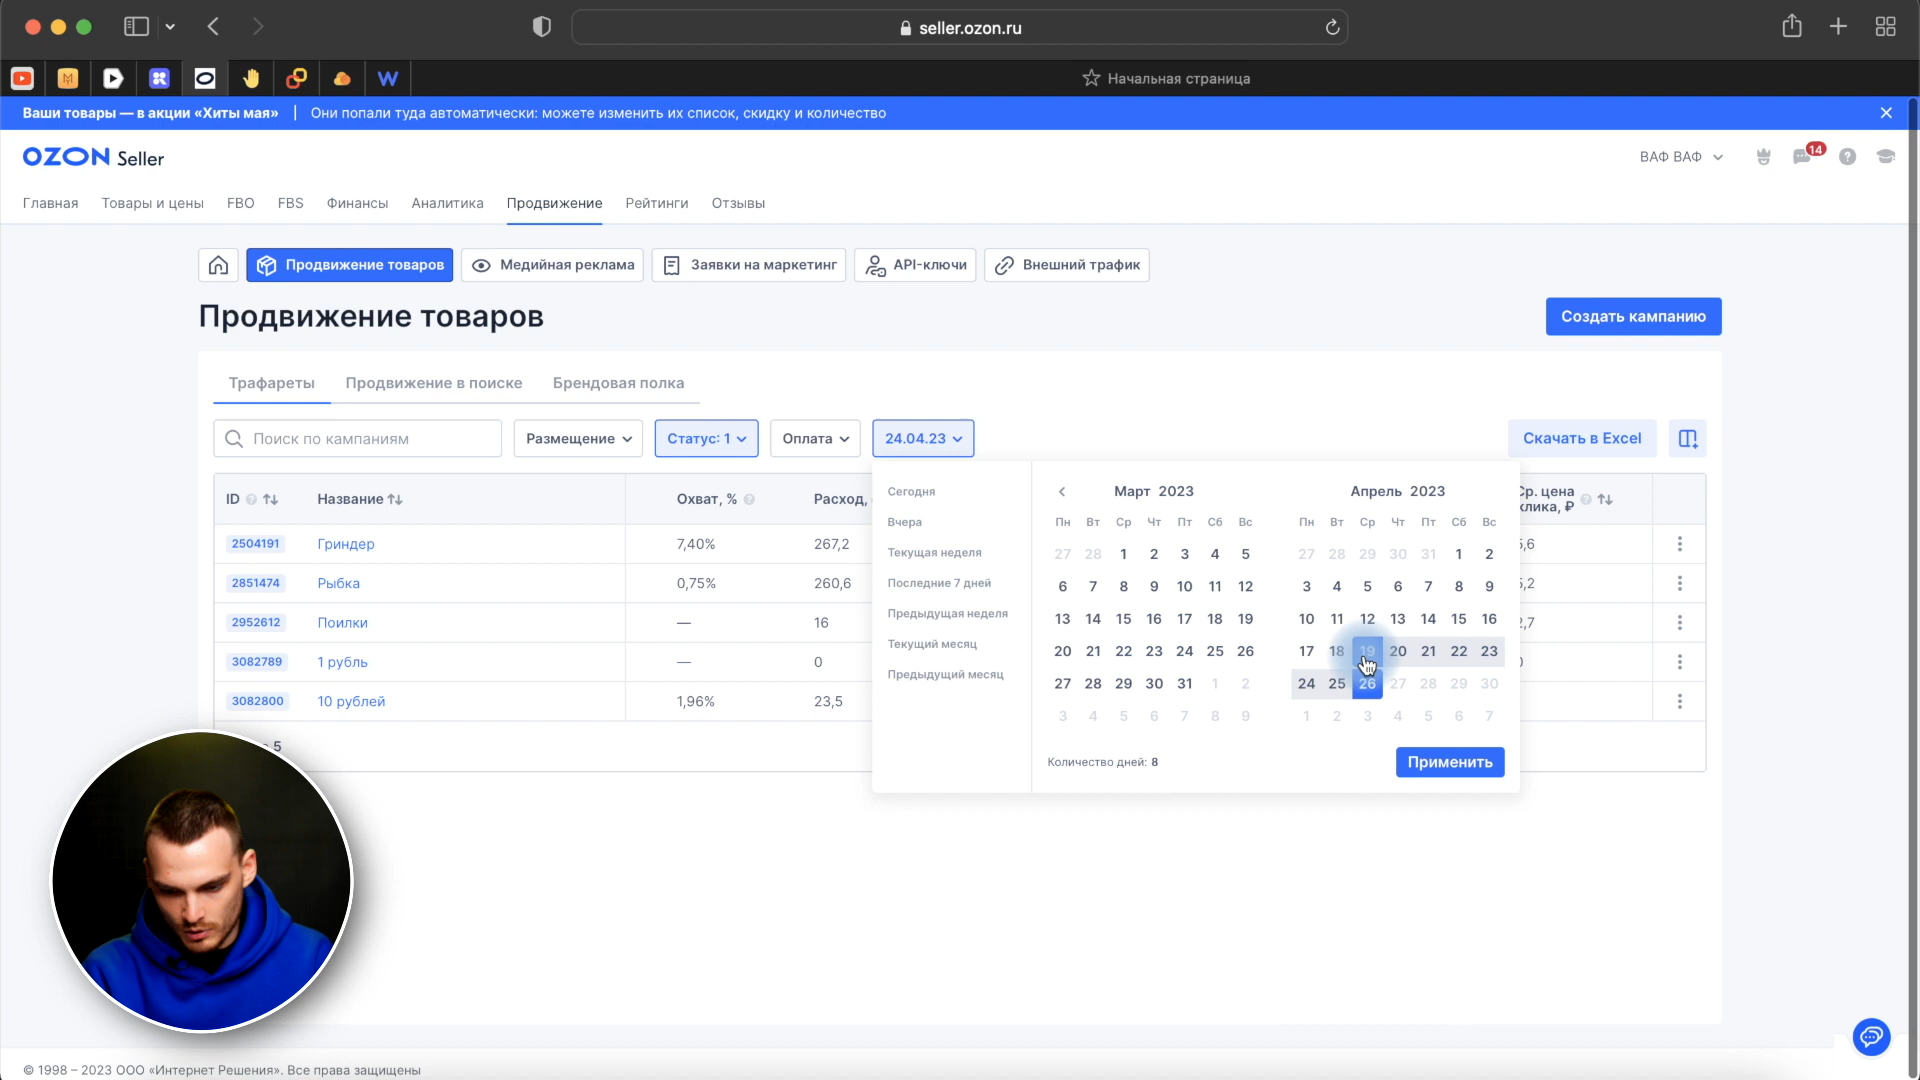 seller.ozon.ru
Начальная страница
Ваши товары — в акции «Хиты мая» | Они попали туда автоматически: можете изменить их список, скидку и количество
OZON Seller
ВАФ ВАФ
14
Главная Товары и цены FBO FBS Финансы Аналитика Продвижение Рейтинги Отзывы
Продвижение товаров Медийная реклама Заявки на маркетинг API-ключи Внешний трафик
Продвижение товаров
Создать кампанию
Трафареты Продвижение в поиске Брендовая полка
Поиск по кампаниям Размещение Статус: 1 Оплата 24.04.23 Скачать в Excel
ID Название Охват, % Расход,
Ср. цена
клика, ₽
2504191 Гриндер 7,40% 267,2 5,6
2851474 Рыбка 0,75% 260,6 5,2
2952612 Поилки — 16 2,7
3082789 1 рубль — 0 0
3082800 10 рублей 1,96% 23,5
5
Сегодня
Вчера
Текущая неделя
Последние 7 дней
Предыдущая неделя
Текущий месяц
Предыдущий месяц
Март 2023
Пн Вт Ср Чт Пт Сб Вс
27 28 1 2 3 4 5
6 7 8 9 10 11 12
13 14 15 16 17 18 19
20 21 22 23 24 25 26
27 28 29 30 31 1 2
3 4 5 6 7 8 9
Апрель 2023
Пн Вт Ср Чт Пт Сб Вс
27 28 29 30 31 1 2
3 4 5 6 7 8 9
10 11 12 13 14 15 16
17 18 19 20 21 22 23
24 25 26 27 28 29 30
1 2 3 4 5 6 7
Количество дней: 8
Применить
© 1998 – 2023 ООО «Интернет Решения». Все права защищены